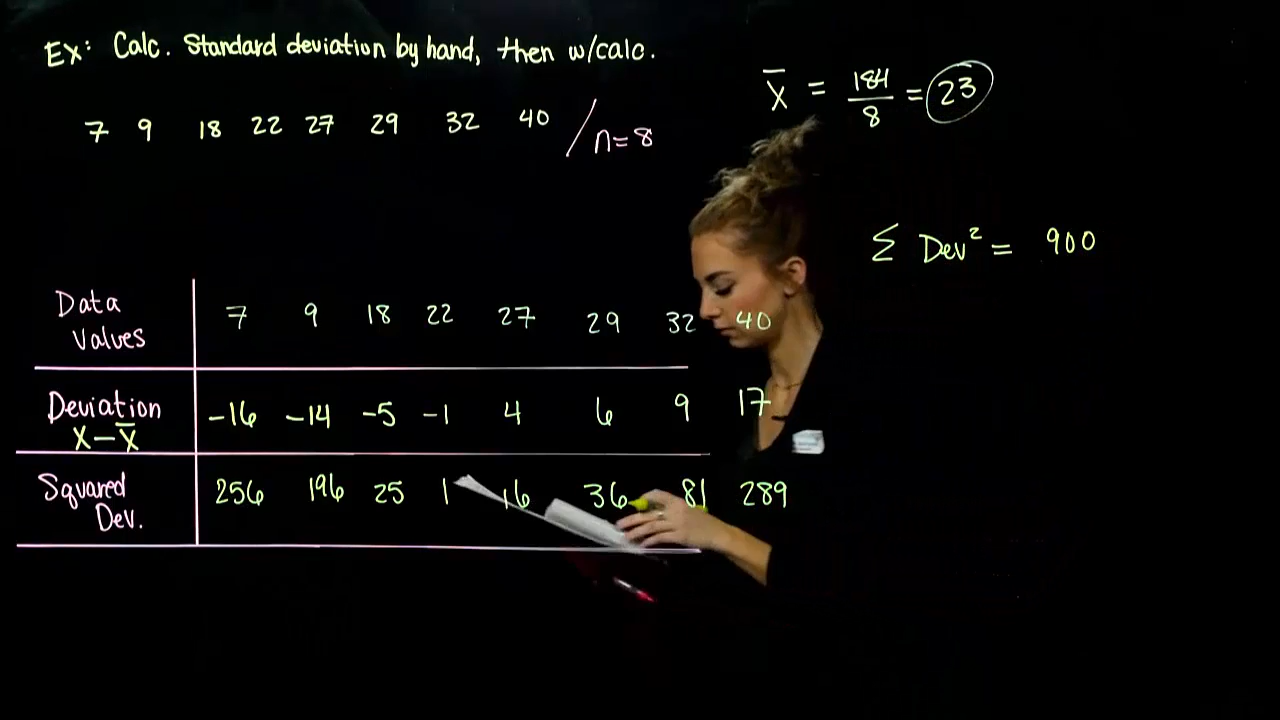 Ex: Calc. Standard deviation by hand, then w/calc.
7 9 18 22 27 29 32 40 / n=8
x̄ = 184/8 = 23
Σ Dev² = 900
Data Values 7 9 18 22 27 29 32 40
Deviation x-x̄ -16 -14 -5 -1 4 6 9 17
Squared Dev. 256 196 25 1 16 36 81 289